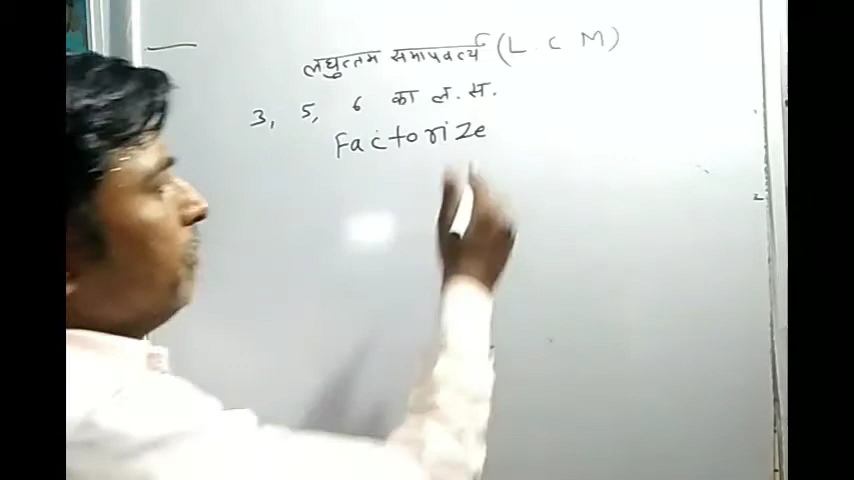 लघुत्तम समापवर्त्य (L. C M)
3, 5, 6 का ल. स.
Factorize